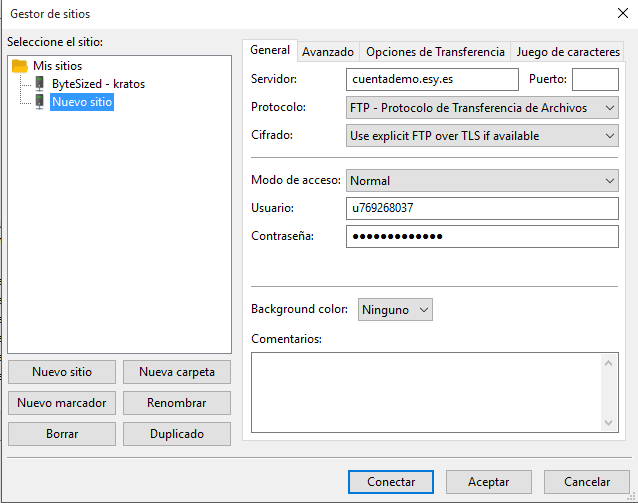 Gestor de sitios
Seleccione el sitio:
Mis sitios
ByteSized - kratos
Nuevo sitio
Nuevo sitio Nueva carpeta
Nuevo marcador Renombrar
Borrar Duplicado
General Avanzado Opciones de Transferencia Juego de caracteres
Servidor: cuentademo.esy.es Puerto:
Protocolo: FTP - Protocolo de Transferencia de Archivos
Cifrado: Use explicit FTP over TLS if available
Modo de acceso: Normal
Usuario: u769268037
Contraseña: ●●●●●●●●●●●●●
Background color: Ninguno
Comentarios:
Conectar Aceptar Cancelar